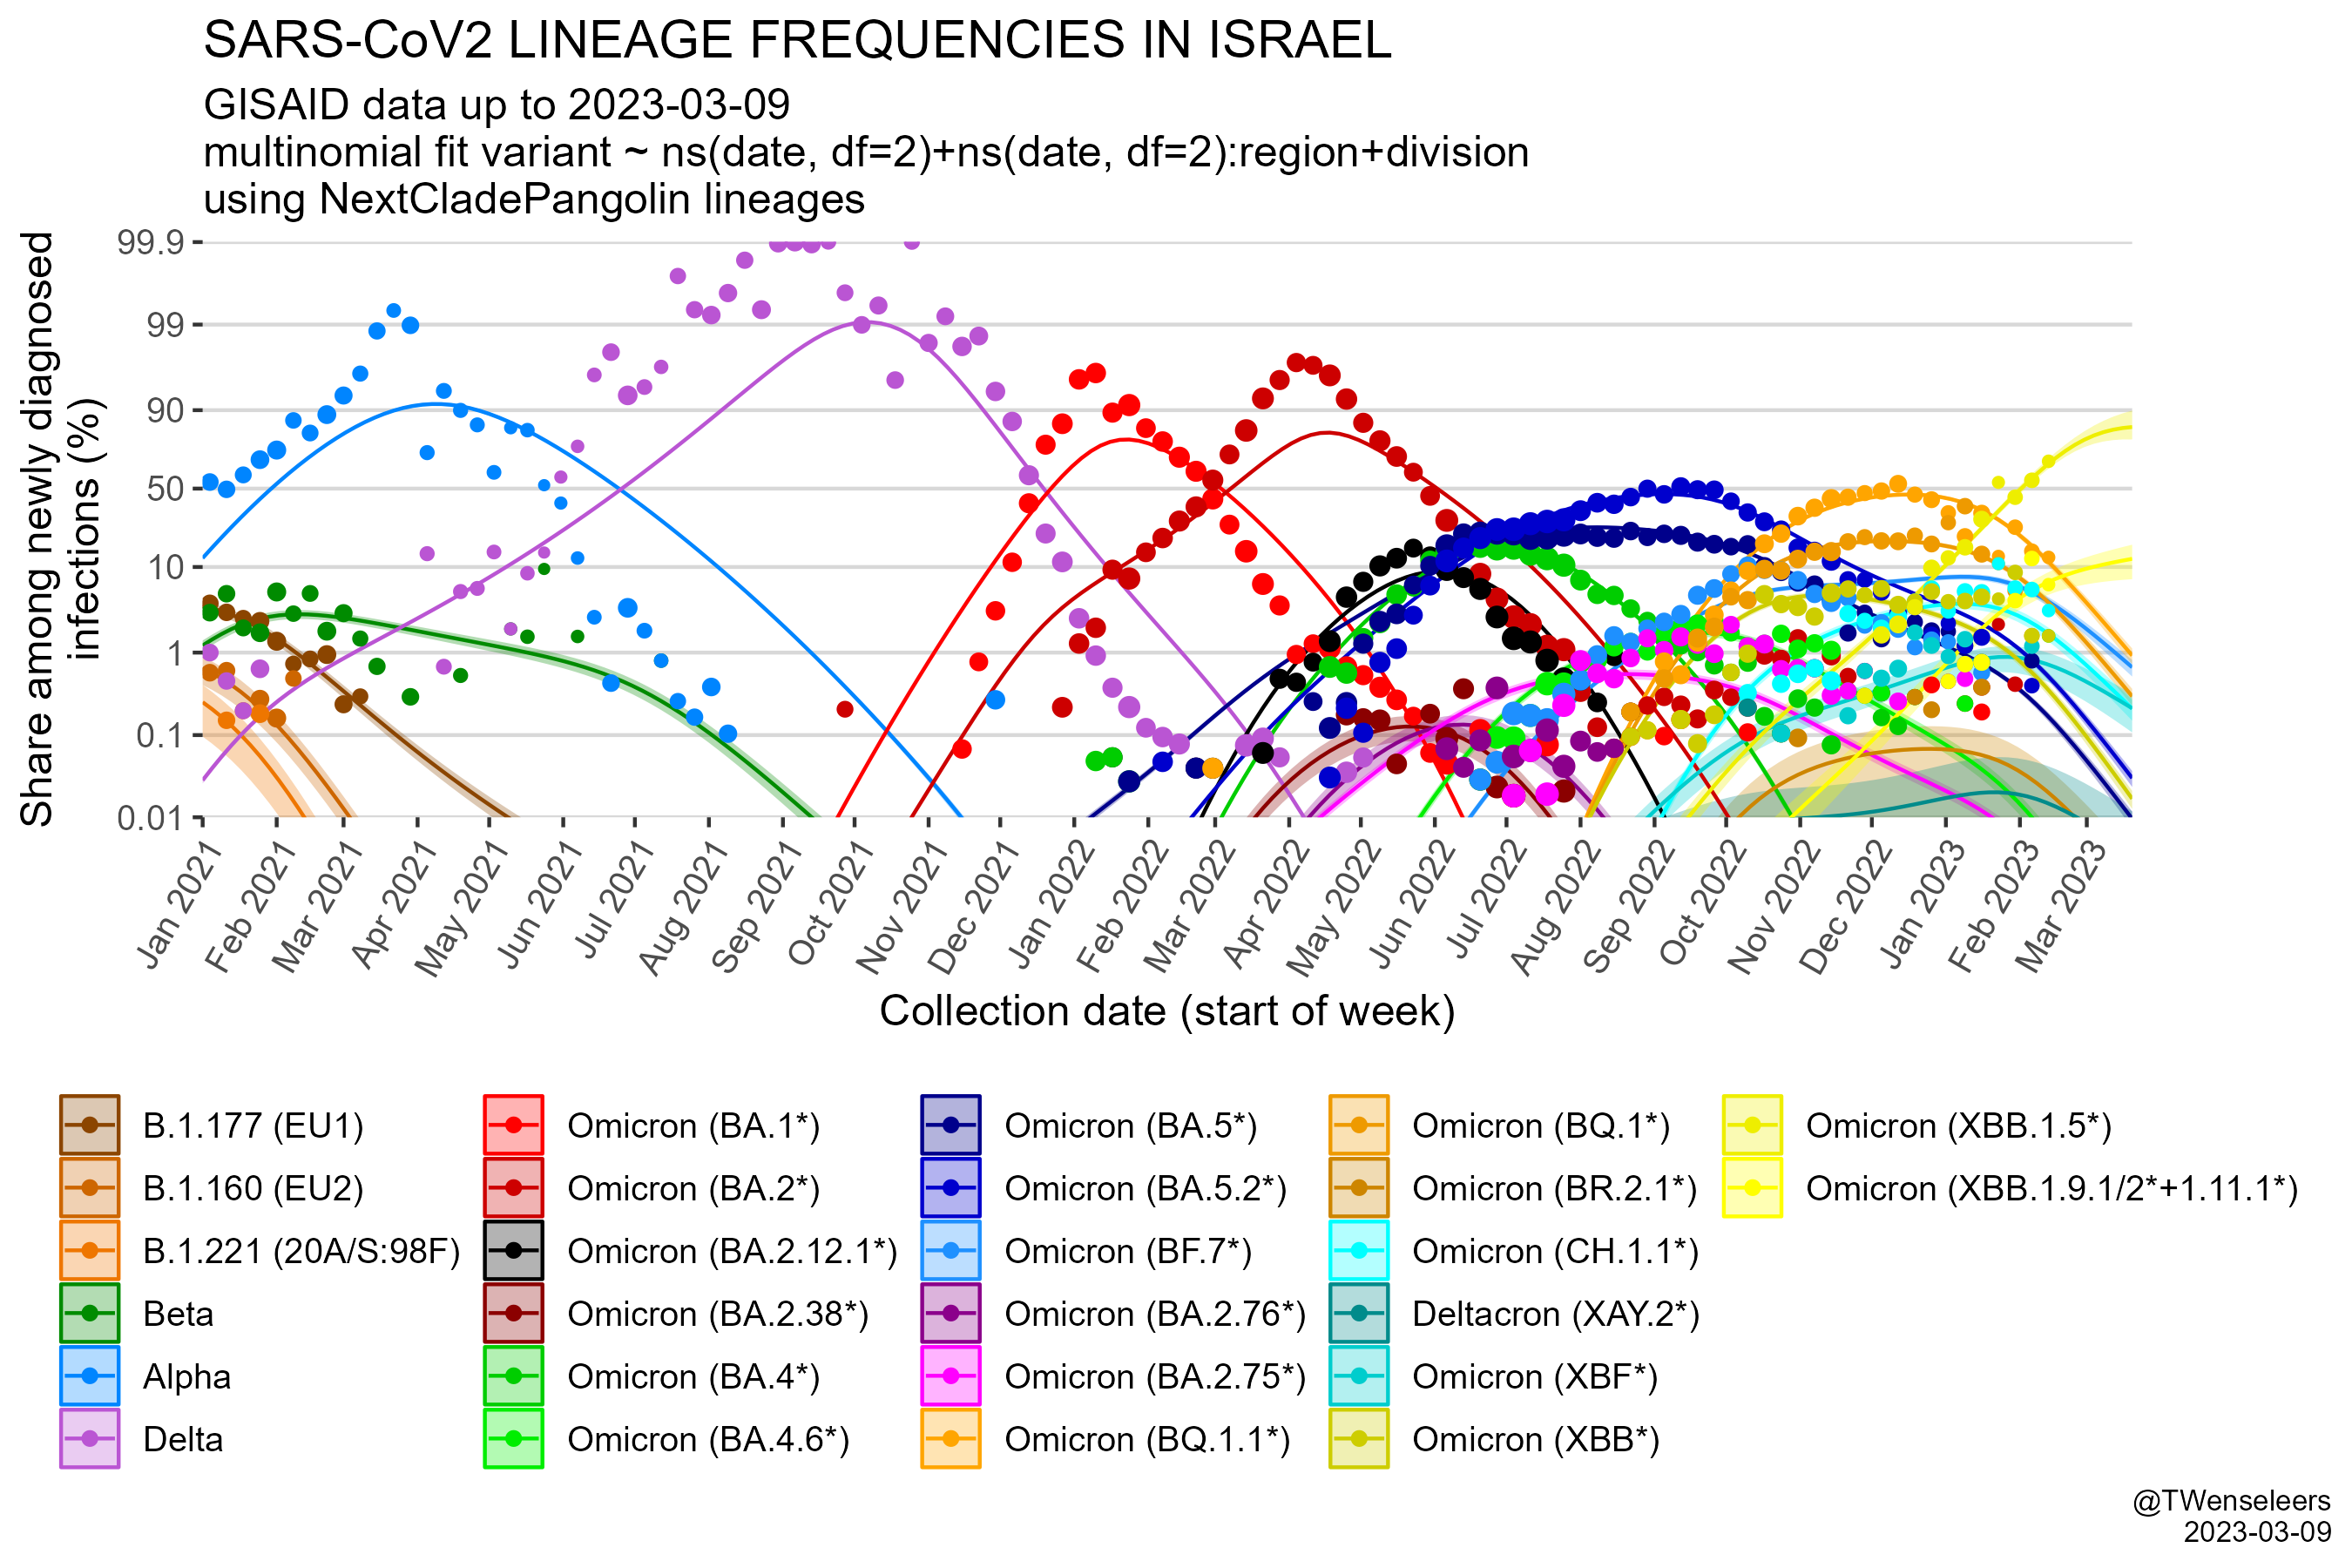 SARS-CoV2 LINEAGE FREQUENCIES IN ISRAEL
GISAID data up to 2023-03-09
multinomial fit variant ~ ns(date, df=2)+ns(date, df=2):region+division
using NextCladePangolin lineages
Share among newly diagnosed
infections (%)
99.9
99
90
50
10
1
0.1
0.01
Jan 2021
Feb 2021
Mar 2021
Apr 2021
May 2021
Jun 2021
Jul 2021
Aug 2021
Sep 2021
Oct 2021
Nov 2021
Dec 2021
Jan 2022
Feb 2022
Mar 2022
Apr 2022
May 2022
Jun 2022
Jul 2022
Aug 2022
Sep 2022
Oct 2022
Nov 2022
Dec 2022
Jan 2023
Feb 2023
Mar 2023
Collection date (start of week)
B.1.177 (EU1)
B.1.160 (EU2)
B.1.221 (20A/S:98F)
Beta
Alpha
Delta
Omicron (BA.1*)
Omicron (BA.2*)
Omicron (BA.2.12.1*)
Omicron (BA.2.38*)
Omicron (BA.4*)
Omicron (BA.4.6*)
Omicron (BA.5*)
Omicron (BA.5.2*)
Omicron (BF.7*)
Omicron (BA.2.76*)
Omicron (BA.2.75*)
Omicron (BQ.1.1*)
Omicron (BQ.1*)
Omicron (BR.2.1*)
Omicron (CH.1.1*)
Deltacron (XAY.2*)
Omicron (XBF*)
Omicron (XBB*)
Omicron (XBB.1.5*)
Omicron (XBB.1.9.1/2*+1.11.1*)
@TWenseleers
2023-03-09